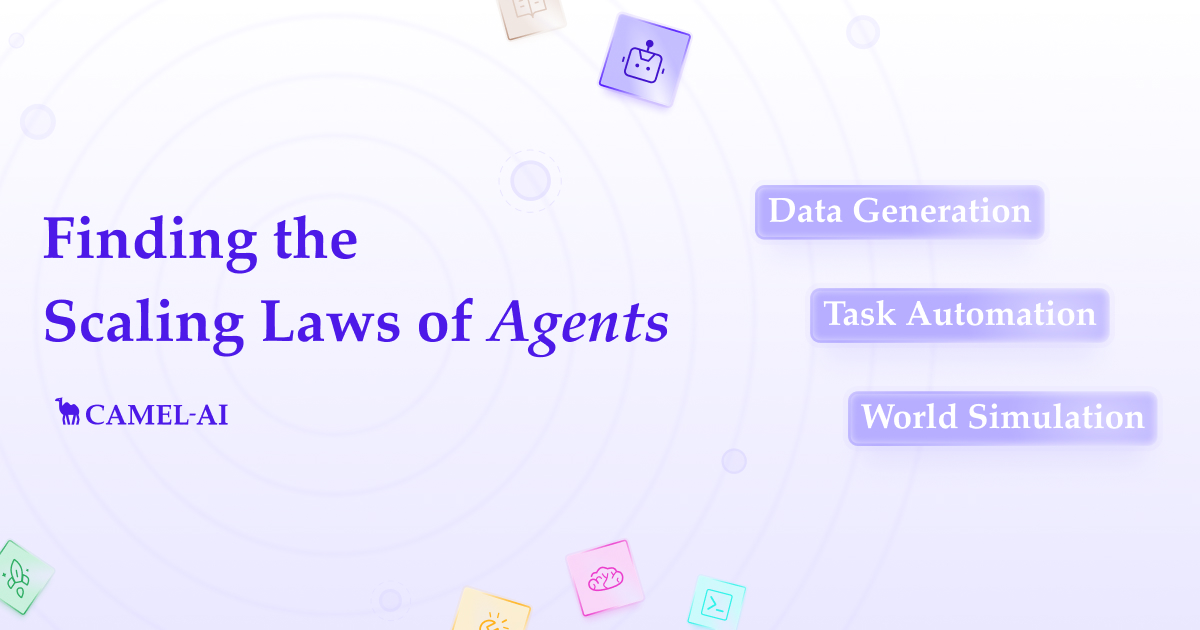 Finding the
Scaling Laws of Agents
CAMEL-AI
Data Generation
Task Automation
World Simulation